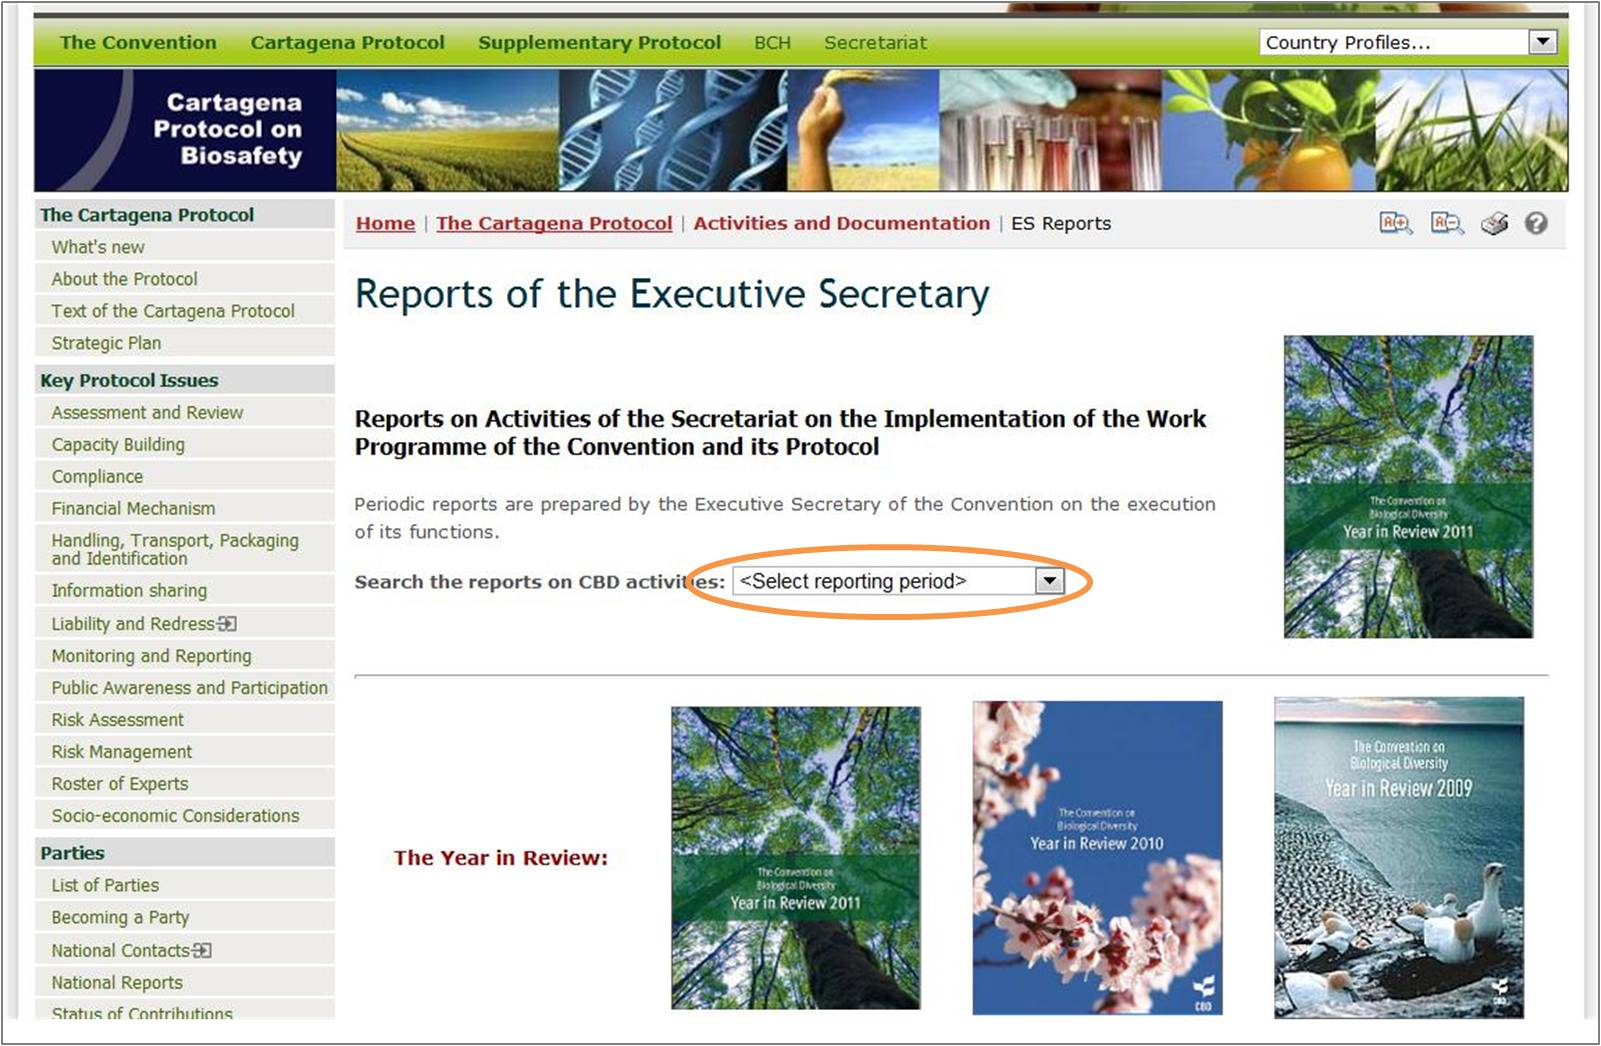 The Convention Cartagena Protocol Supplementary Protocol BCH Secretariat Country Profiles...
Cartagena
Protocol on
Biosafety
The Cartagena Protocol
What's new
About the Protocol
Text of the Cartagena Protocol
Strategic Plan
Key Protocol Issues
Assessment and Review
Capacity Building
Compliance
Financial Mechanism
Handling, Transport, Packaging
and Identification
Information sharing
Liability and Redress
Monitoring and Reporting
Public Awareness and Participation
Risk Assessment
Risk Management
Roster of Experts
Socio-economic Considerations
Parties
List of Parties
Becoming a Party
National Contacts
National Reports
Status of Contributions
Home | The Cartagena Protocol | Activities and Documentation | ES Reports
Reports of the Executive Secretary
Reports on Activities of the Secretariat on the Implementation of the Work
Programme of the Convention and its Protocol
Periodic reports are prepared by the Executive Secretary of the Convention on the execution
of its functions.
Search the reports on CBD activities: <Select reporting period>
The Convention on
Biological Diversity
Year in Review 2011
The Year in Review:
The Convention on
Biological Diversity
Year in Review 2011
The Convention on
Biological Diversity
Year in Review 2010
CBD
The Convention on
Biological Diversity
Year in Review 2009
CBD